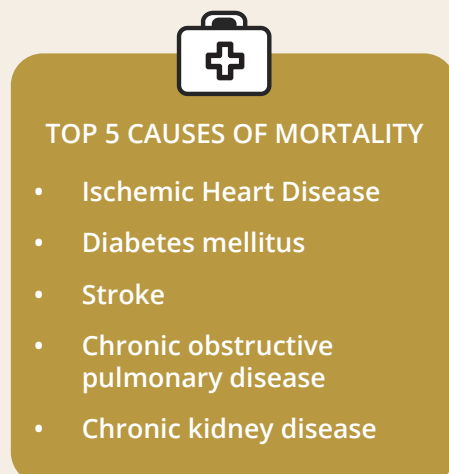 TOP 5 CAUSES OF MORTALITY
• Ischemic Heart Disease
• Diabetes mellitus
• Stroke
• Chronic obstructive
pulmonary disease
• Chronic kidney disease